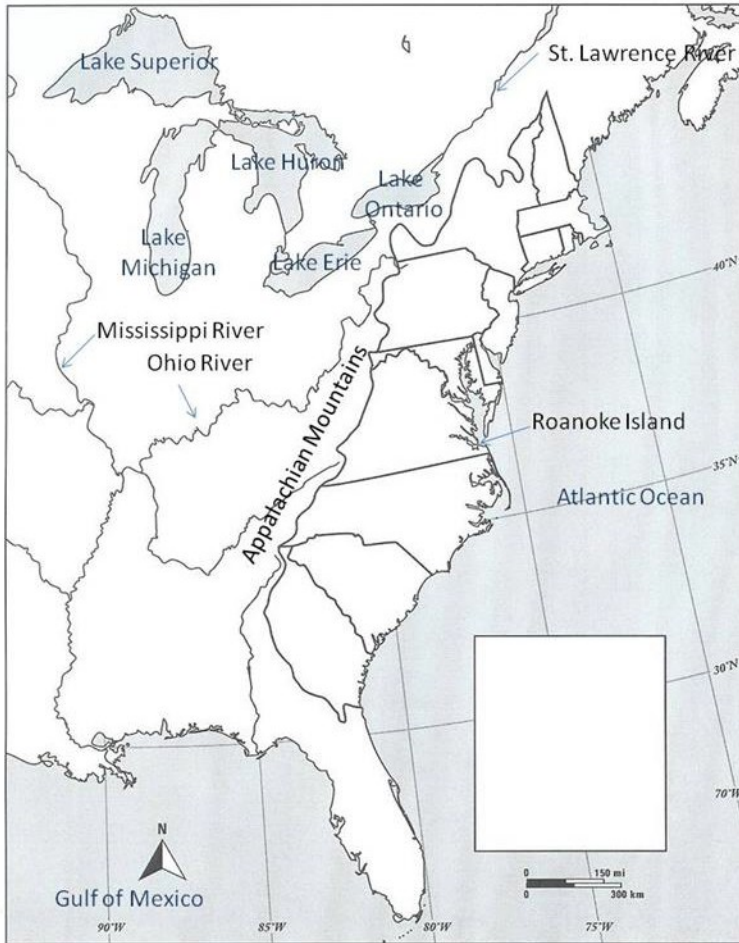 Lake Superior
St. Lawrence River
Lake Huron
Lake
Ontario
Lake
Michigan
Lake Erie
40°N
Mississippi River
Ohio River
Appalachian Mountains
Roanoke Island
35°N
Atlantic Ocean
30°N
70°W
N
0 150 mi
0 300 km
Gulf of Mexico
90°W
85°W
80°W
75°W